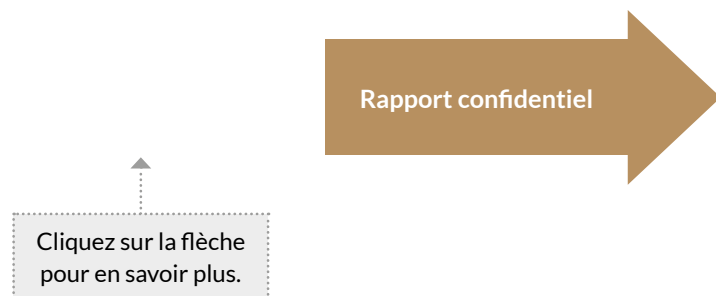 Rapport confidentiel
Cliquez sur la flèche
pour en savoir plus.